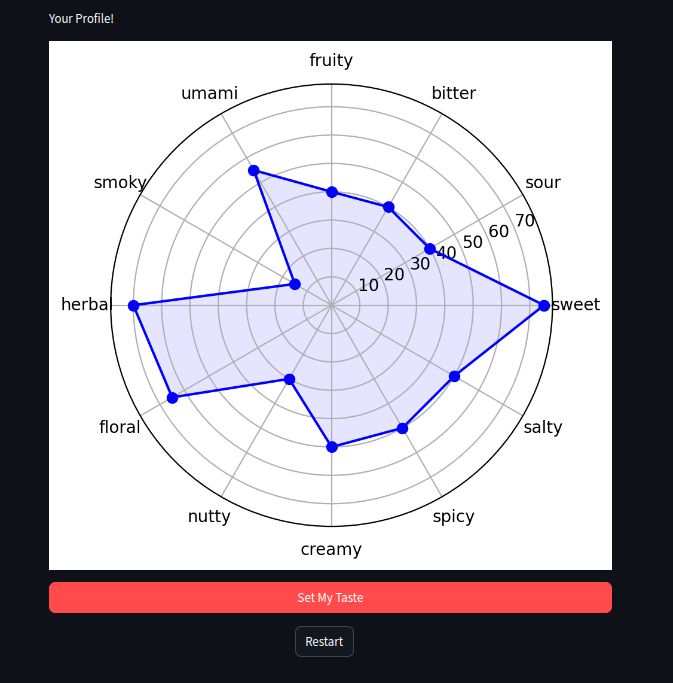 Your Profile!
fruity
umami
bitter
smoky
sour
70
60
50
40
30
20
10
herbal
sweet
floral
salty
nutty
spicy
creamy
Set My Taste
Restart